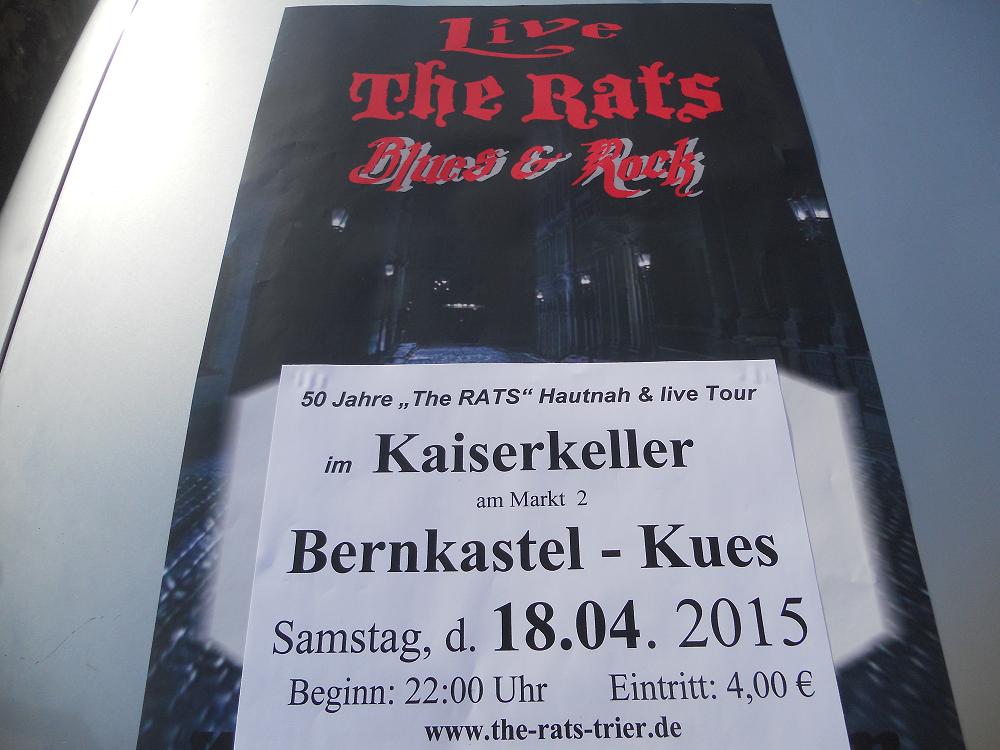 Live
The Rats
Blues & Rock
50 Jahre „The RATS“ Hautnah & live Tour
im Kaiserkeller
am Markt 2
Bernkastel - Kues
Samstag, d. 18.04. 2015
Beginn: 22:00 Uhr Eintritt: 4,00 €
www.the-rats-trier.de